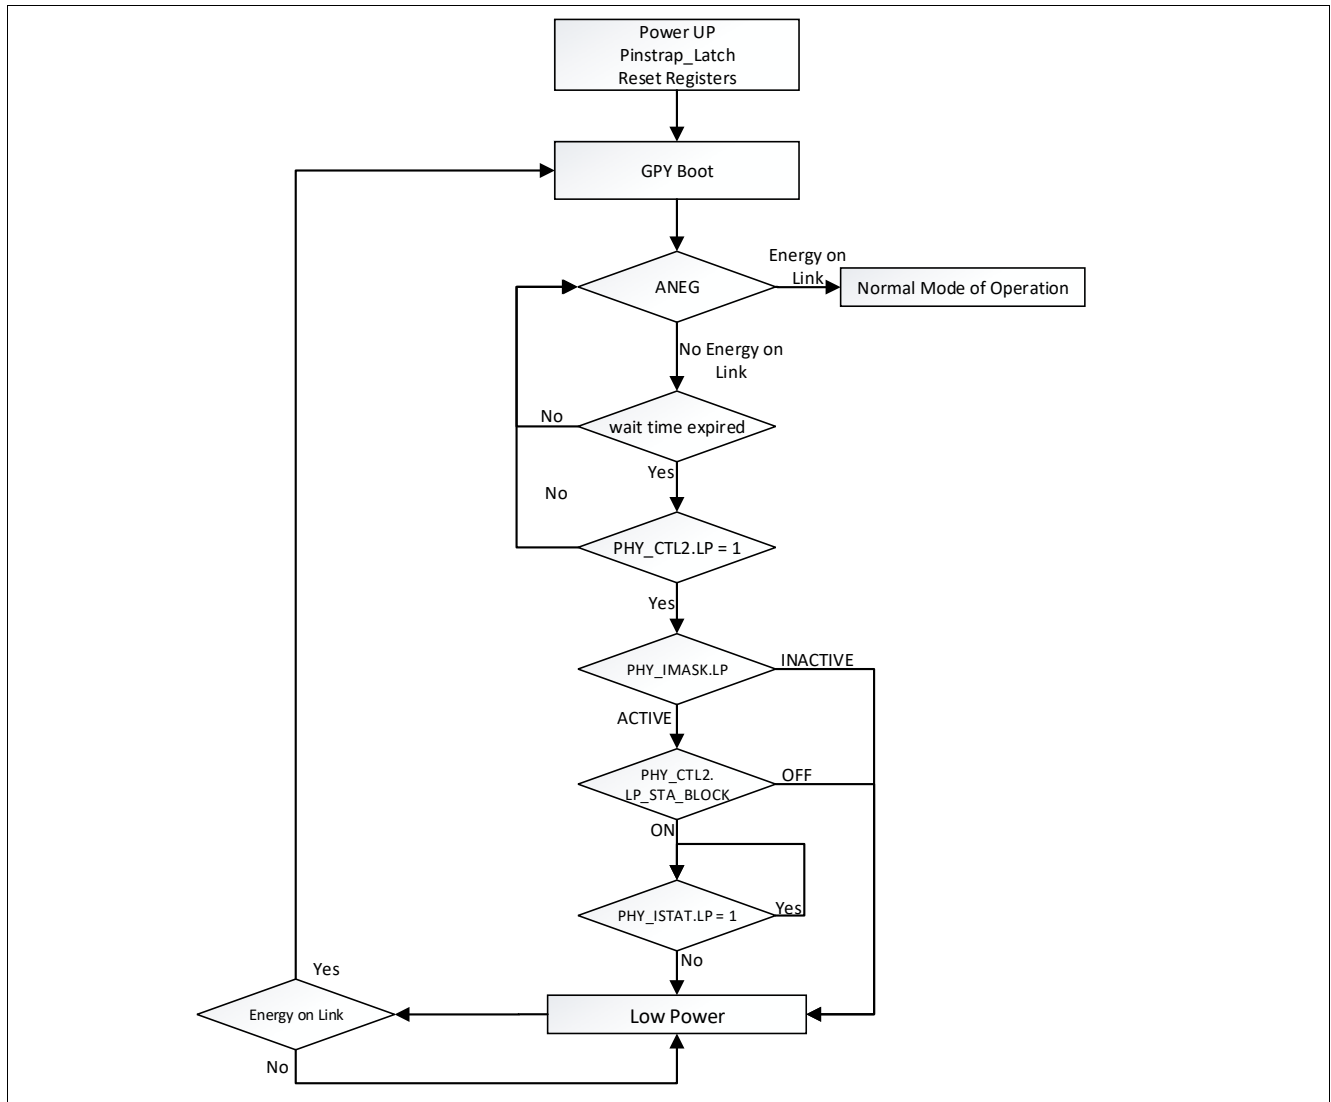 Power UP
Pinstrap_Latch
Reset Registers
GPY Boot
Energy on
Link
ANEG
Normal Mode of Operation
No Energy on
Link
No
wait time expired
Yes
No
PHY_CTL2.LP = 1
Yes
PHY_IMASK.LP
INACTIVE
ACTIVE
PHY_CTL2.
LP_STA_BLOCK
OFF
ON
PHY_ISTAT.LP = 1
Yes
No
Yes
Energy on Link
Low Power
No